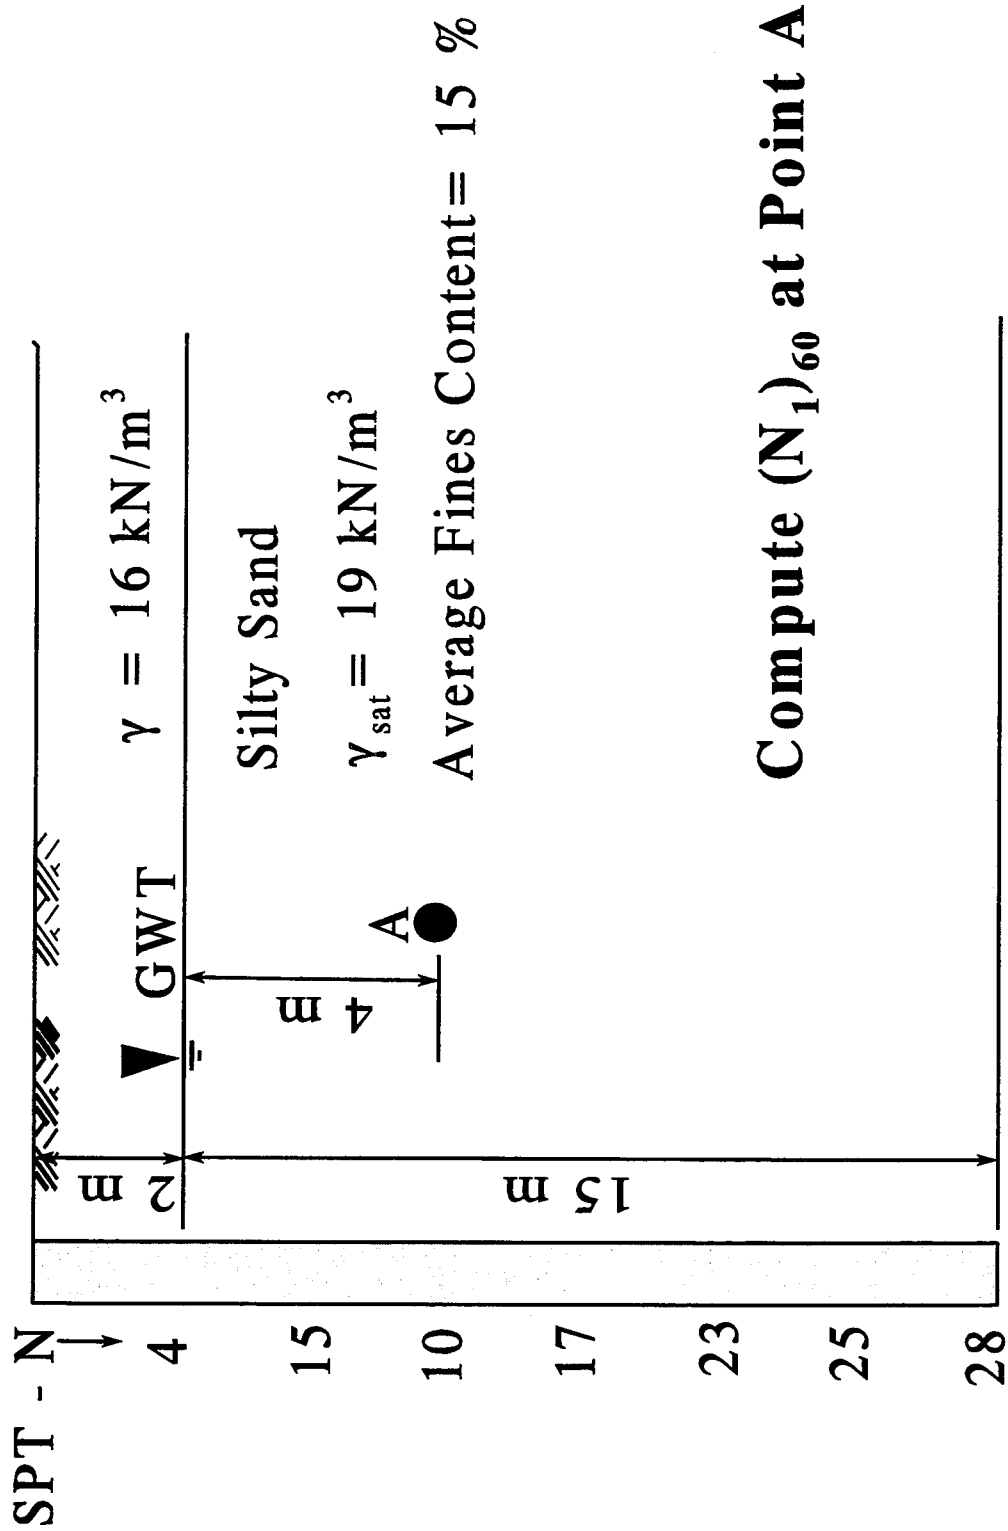 SPT - N
4
15
10
17
23
25
28
2 m
15 m
GWT
4 m
A
γ = 16 kN/m³
Silty Sand
γsat = 19 kN/m³
Average Fines Content= 15 %
Compute (N₁)₆₀ at Point A